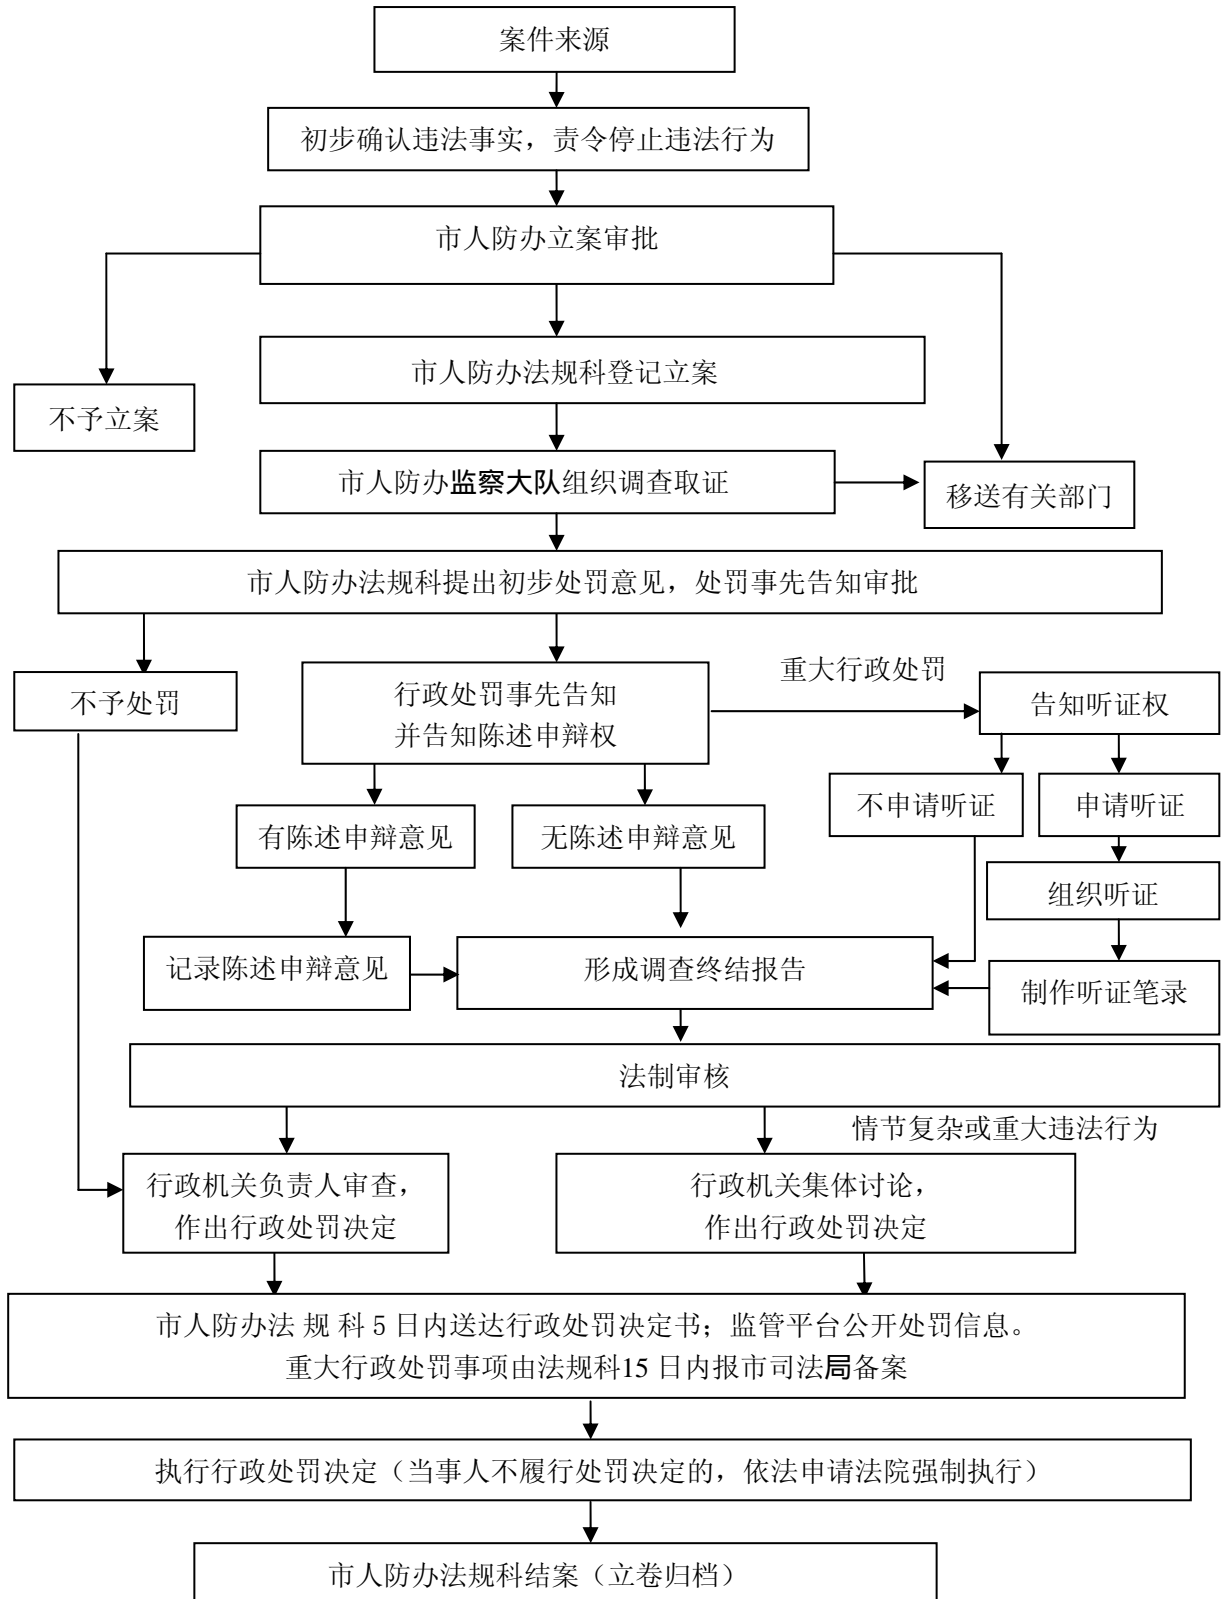 案件来源
初步确认违法事实，责令停止违法行为
市人防办立案审批
市人防办法规科登记立案
不予立案
市人防办监察大队组织调查取证
移送有关部门
市人防办法规科提出初步处罚意见，处罚事先告知审批
不予处罚
行政处罚事先告知
并告知陈述申辩权
重大行政处罚
告知听证权
不申请听证
申请听证
有陈述申辩意见
无陈述申辩意见
组织听证
记录陈述申辩意见
形成调查终结报告
制作听证笔录
法制审核
情节复杂或重大违法行为
行政机关负责人审查，
作出行政处罚决定
行政机关集体讨论，
作出行政处罚决定
市人防办法 规 科 5 日内送达行政处罚决定书；监管平台公开处罚信息。
重大行政处罚事项由法规科15 日内报市司法局备案
执行行政处罚决定（当事人不履行处罚决定的，依法申请法院强制执行）
市人防办法规科结案（立卷归档）